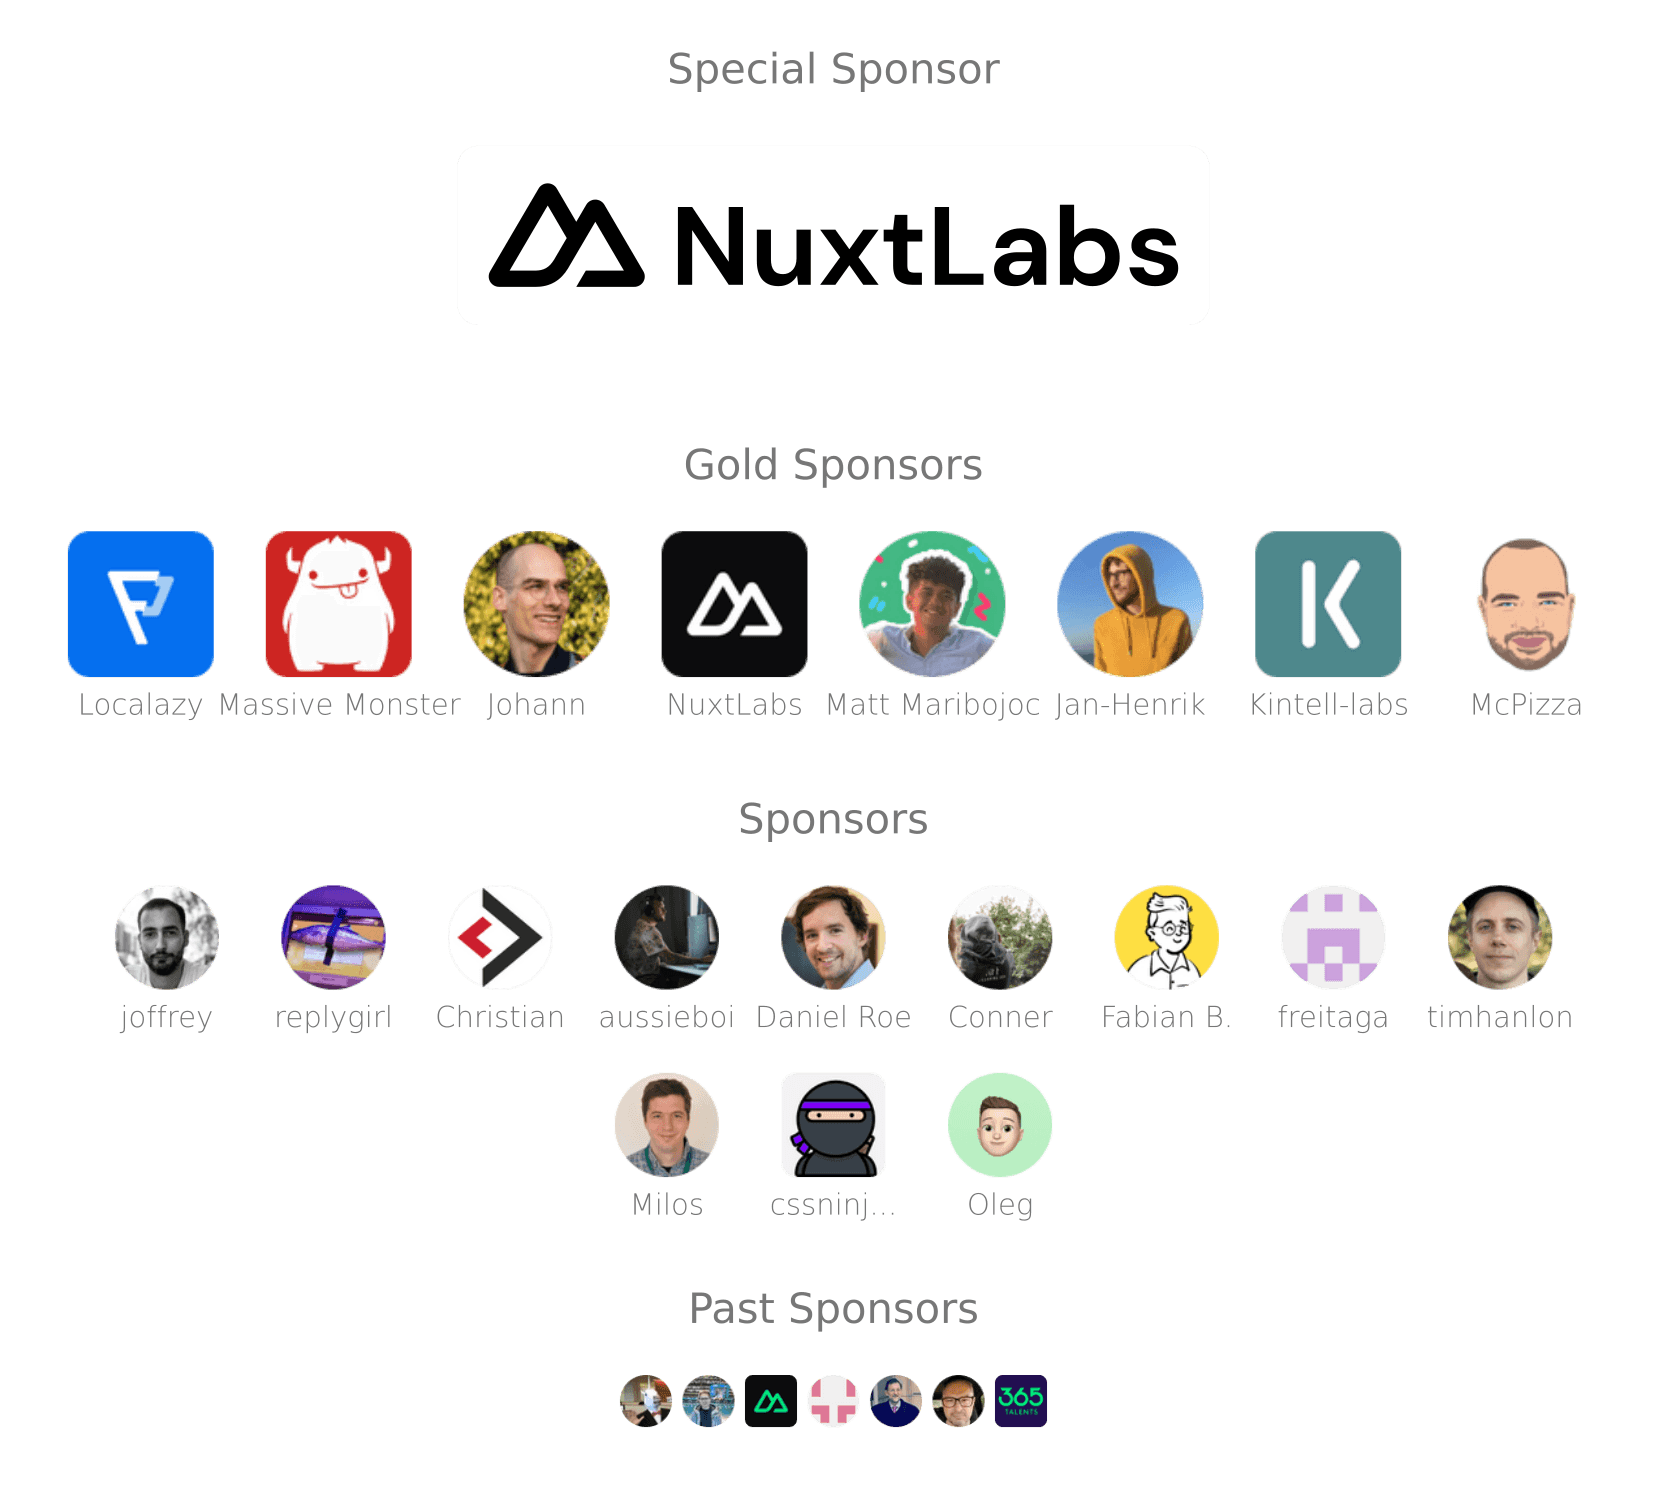 Special Sponsor
NuxtLabs
Gold Sponsors
Localazy Massive Monster Johann NuxtLabs Matt Maribojoc Jan-Henrik Kintell-labs McPizza
Sponsors
joffrey replygirl Christian aussieboi Daniel Roe Conner Fabian B. freitaga timhanlon
Milos cssninj... Oleg
Past Sponsors
365
TALENTS